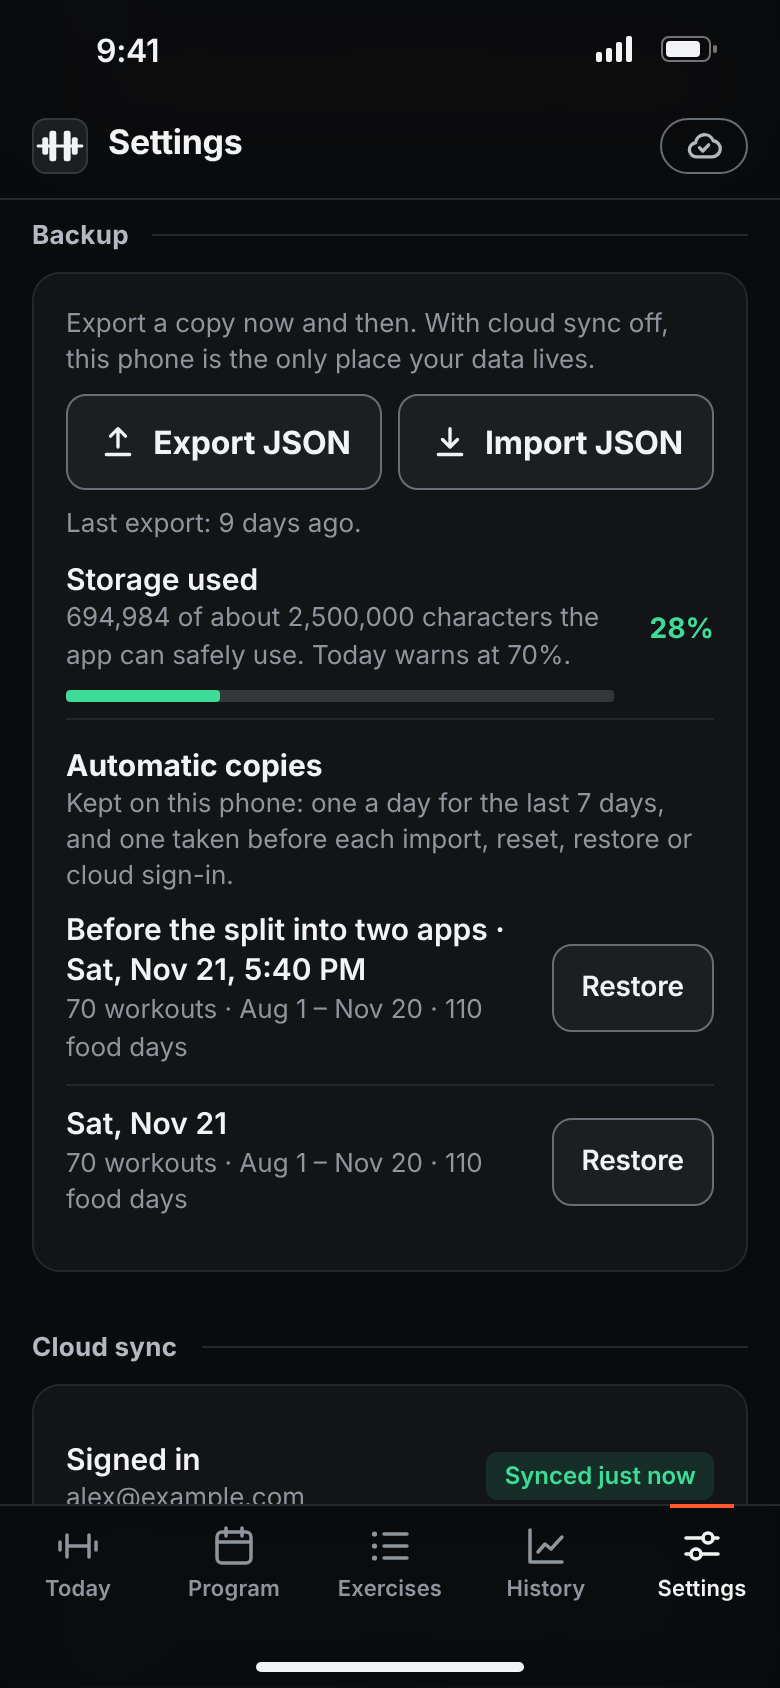 9:41
Settings
Backup
Export a copy now and then. With cloud sync off,
this phone is the only place your data lives.
Export JSON
Import JSON
Last export: 9 days ago.
Storage used
694,984 of about 2,500,000 characters the
app can safely use. Today warns at 70%.
28%
Automatic copies
Kept on this phone: one a day for the last 7 days,
and one taken before each import, reset, restore or
cloud sign-in.
Before the split into two apps ·
Sat, Nov 21, 5:40 PM
70 workouts · Aug 1 – Nov 20 · 110
food days
Restore
Sat, Nov 21
70 workouts · Aug 1 – Nov 20 · 110
food days
Restore
Cloud sync
Signed in
alex@example.com
Synced just now
Today
Program
Exercises
History
Settings